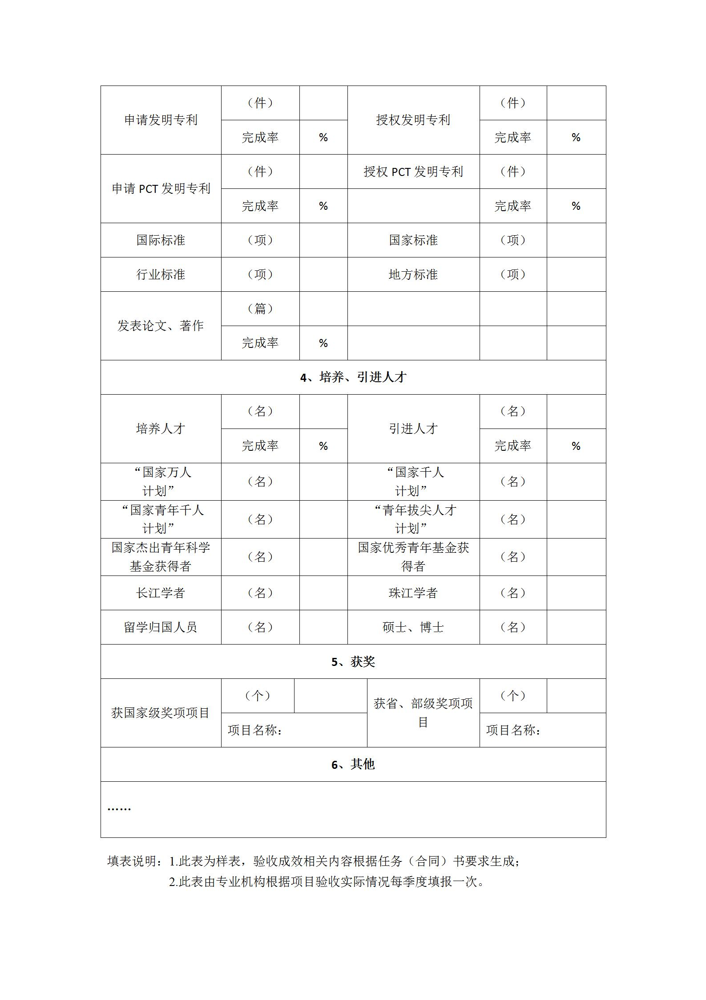 申请发明专利 （件） 授权发明专利 （件）
完成率 % 完成率 %
申请 PCT 发明专利 （件） 授权 PCT 发明专利 （件）
完成率 % 完成率 %
国际标准 （项） 国家标准 （项）
行业标准 （项） 地方标准 （项）
发表论文、著作 （篇）
完成率 %
4、培养、引进人才
培养人才 （名） 引进人才 （名）
完成率 % 完成率 %
“国家万人
计划” （名） “国家千人
计划” （名）
“国家青年千人
计划” （名） “青年拔尖人才
计划” （名）
国家杰出青年科学
基金获得者 （名） 国家优秀青年基金获
得者 （名）
长江学者 （名） 珠江学者 （名）
留学归国人员 （名） 硕士、博士 （名）
5、获奖
获国家级奖项项目 （个） 获省、部级奖项项
目 （个）
项目名称： 项目名称：
6、其他
……
填表说明：1.此表为样表，验收成效相关内容根据任务（合同）书要求生成；
2.此表由专业机构根据项目验收实际情况每季度填报一次。